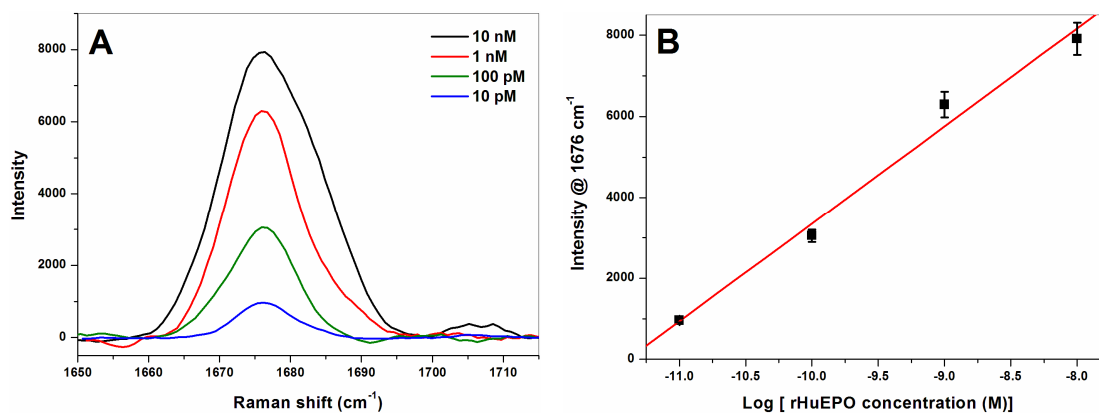 A
10 nM
1 nM
100 pM
10 pM
8000
6000
4000
2000
0
Intensity
1650 1660 1670 1680 1690 1700 1710
Raman shift (cm⁻¹)
B
8000
6000
4000
2000
0
Intensity @ 1676 cm⁻¹
-11.0 -10.5 -10.0 -9.5 -9.0 -8.5 -8.0
Log [ rHuEPO concentration (M)]